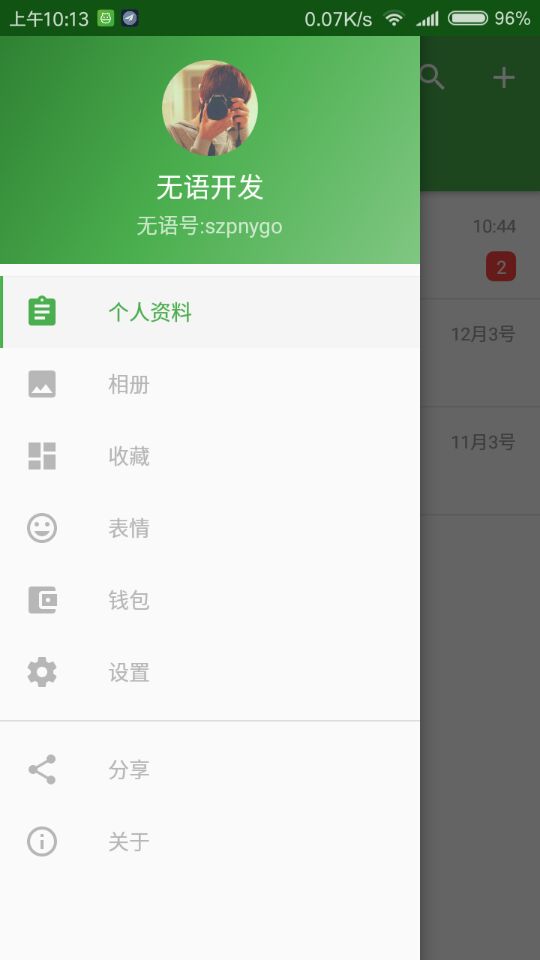 上午10:13 0.07K/s 96%
无语开发
无语号:szpnygo
10:44
2
12月3号
11月3号
个人资料
相册
收藏
表情
钱包
设置
分享
关于